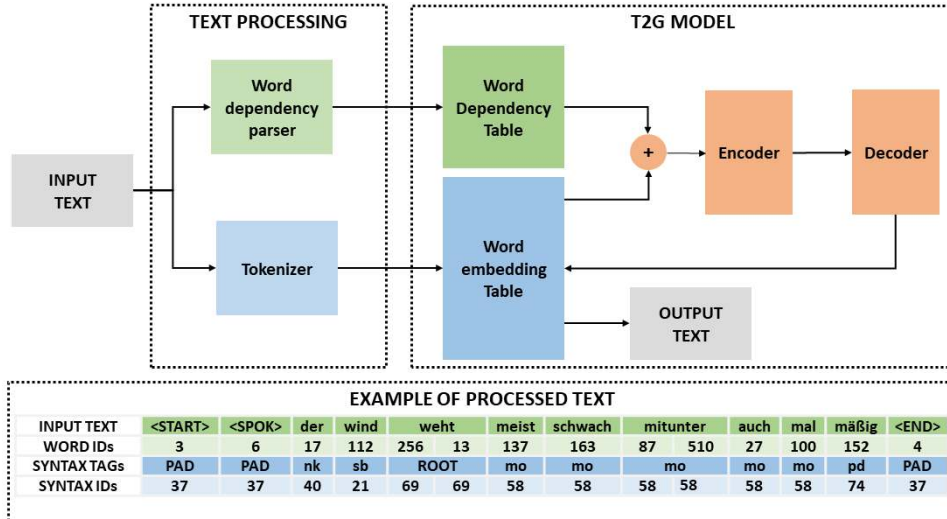 TEXT PROCESSING
T2G MODEL
INPUT
TEXT
Word
dependency
parser
Tokenizer
Word
Dependency
Table
Word
embedding
Table
+
Encoder
Decoder
OUTPUT
TEXT
EXAMPLE OF PROCESSED TEXT
INPUT TEXT <START> <SPOK> der wind weht meist schwach mitunter auch mal mäßig <END>
WORD IDs 3 6 17 112 256 13 137 163 87 510 27 100 152 4
SYNTAX TAGS PAD PAD nk sb ROOT mo mo mo mo mo pd PAD
SYNTAX IDs 37 37 40 21 69 69 58 58 58 58 58 58 74 37